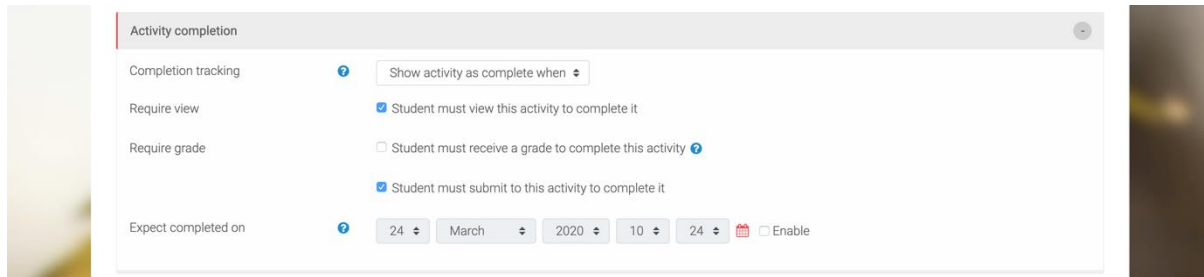 Activity completion -
Completion tracking ? Show activity as complete when
Require view Student must view this activity to complete it
Require grade Student must receive a grade to complete this activity ?
Student must submit to this activity to complete it
Expect completed on ? 24 March 2020 10 24 Enable